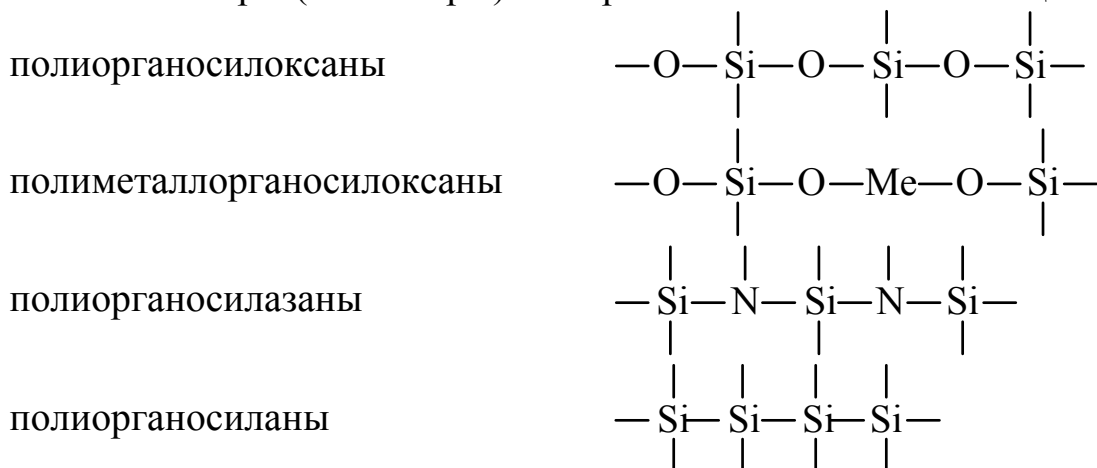 полиорганосилоксаны —O—Si—O—Si—O—Si—
полиметаллорганосилоксаны —O—Si—O—Me—O—Si—
полиорганосилазаны —Si—N—Si—N—Si—
полиорганосиланы —Si—Si—Si—Si—